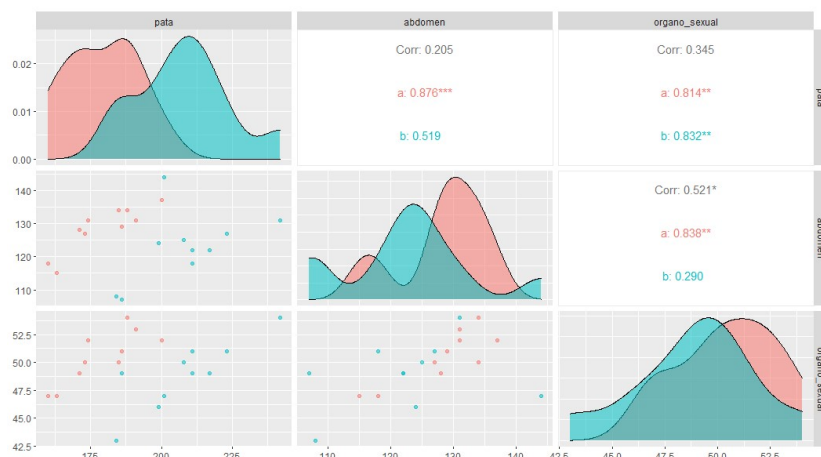 pata abdomen organo_sexual
0.02
0.01
0.00
Corr: 0.205
a: 0.876***
b: 0.519
Corr: 0.345
a: 0.814**
b: 0.832**
pata
140
130
120
110
Corr: 0.521*
a: 0.838**
b: 0.290
abdomen
52.5
50.0
47.5
45.0
42.5
organo_sexual
175 200 225 110 120 130 140 42.5 45.0 47.5 50.0 52.5